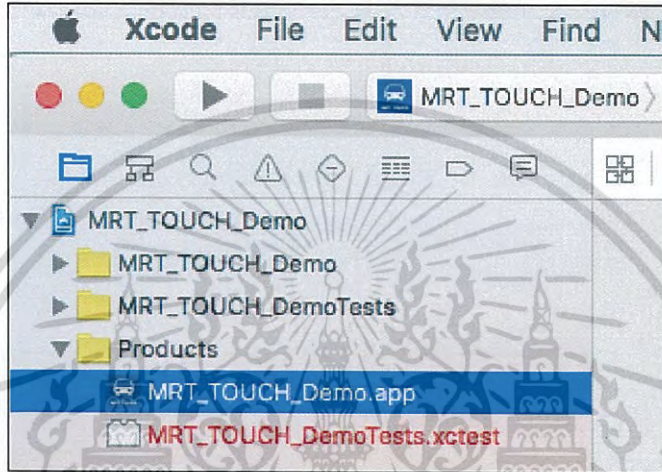 Xcode File Edit View Find N
MRT_TOUCH_Demo
MRT_TOUCH_Demo
MRT_TOUCH_Demo
MRT_TOUCH_DemoTests
Products
MRT_TOUCH_Demo.app
MRT_TOUCH_DemoTests.xctest